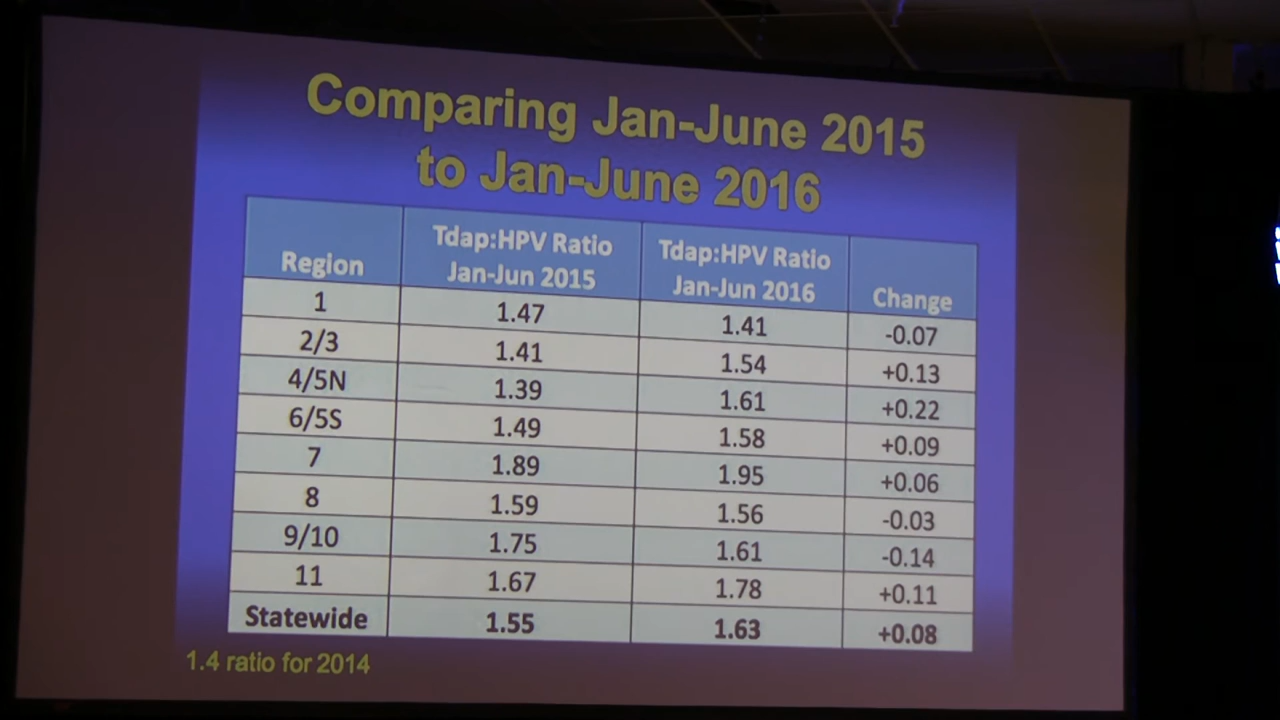 Comparing Jan-June 2015
to Jan-June 2016
Region Tdap:HPV Ratio Jan-Jun 2015 Tdap:HPV Ratio Jan-Jun 2016 Change
1 1.47 1.41 -0.07
2/3 1.41 1.54 +0.13
4/5N 1.39 1.61 +0.22
6/5S 1.49 1.58 +0.09
7 1.89 1.95 +0.06
8 1.59 1.56 -0.03
9/10 1.75 1.61 -0.14
11 1.67 1.78 +0.11
Statewide 1.55 1.63 +0.08
1.4 ratio for 2014